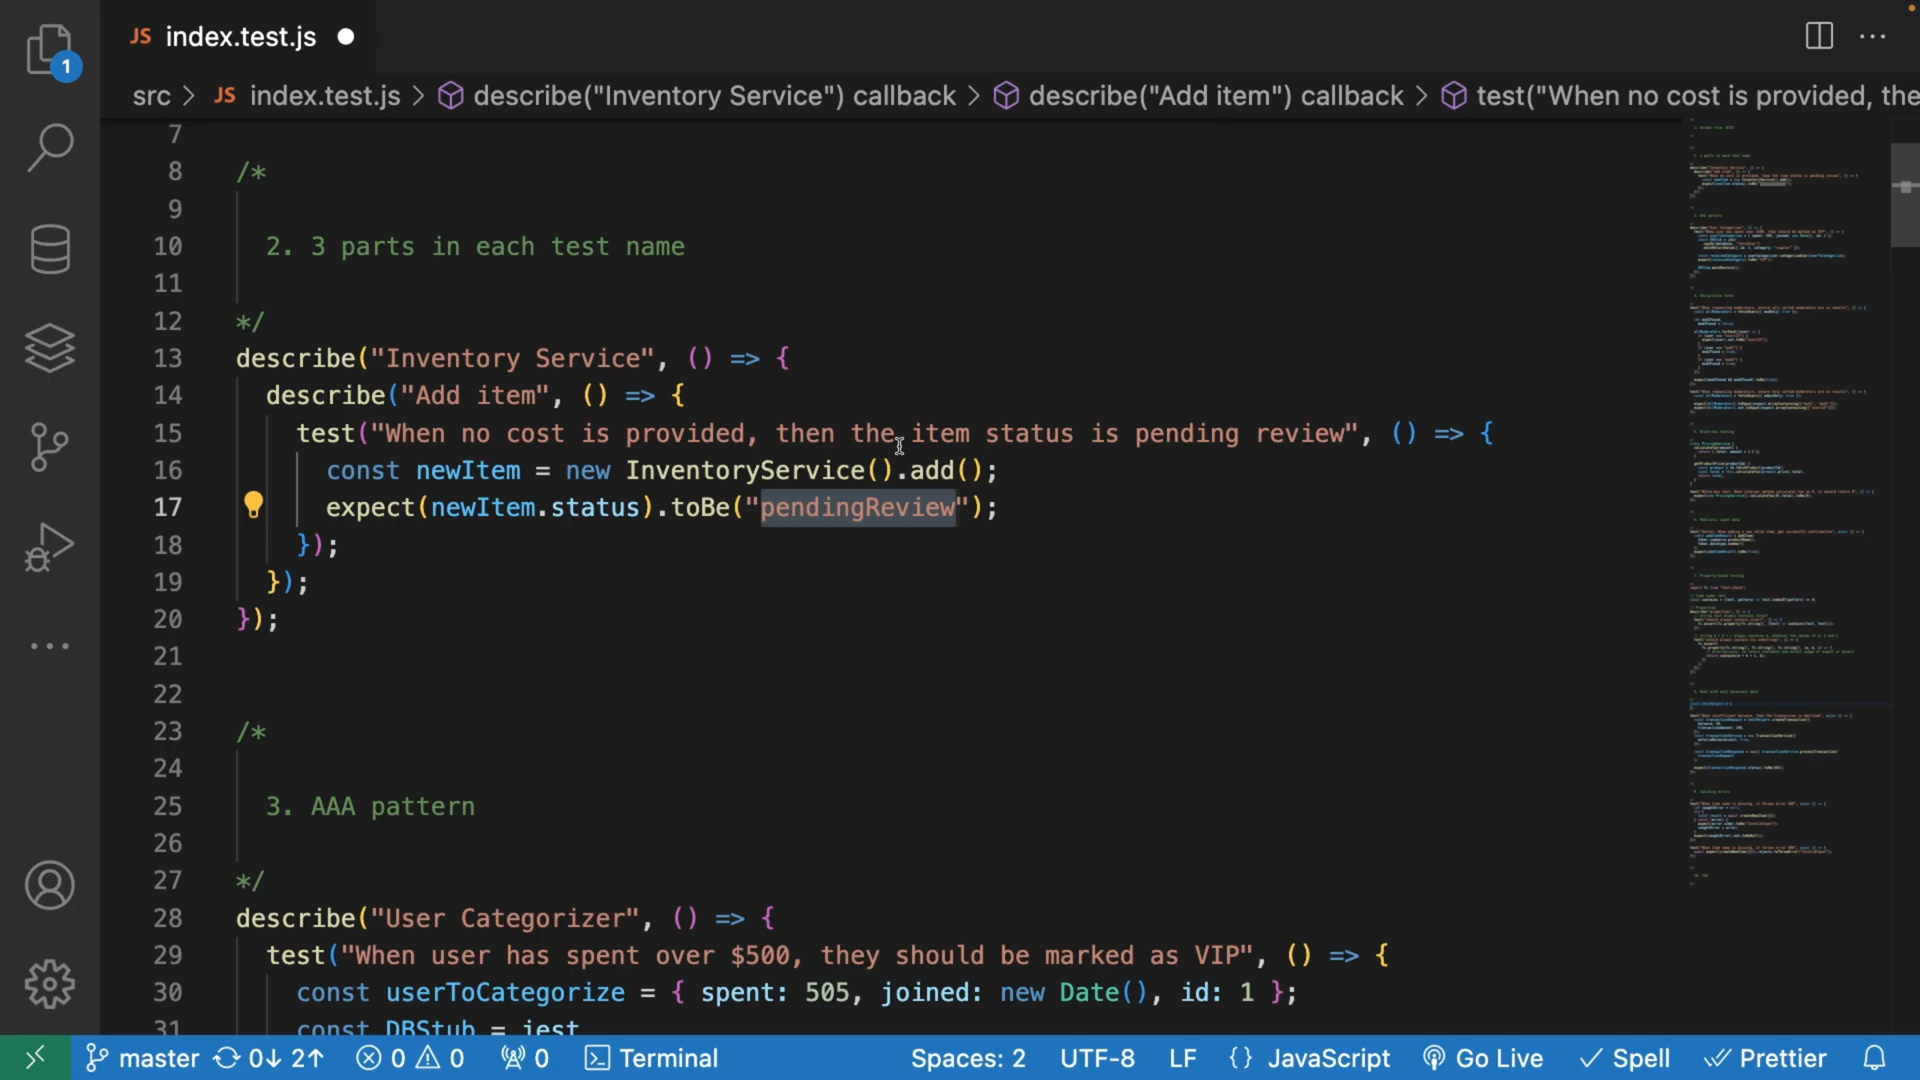 JS index.test.js
1
src > JS index.test.js > describe("Inventory Service") callback > describe("Add item") callback > test("When no cost is provided, the
7
8 /*
9
10 2. 3 parts in each test name
11
12 */
13 describe("Inventory Service", () => {
14 describe("Add item", () => {
15 test("When no cost is provided, then the item status is pending review", () => {
16 const newItem = new InventoryService().add();
17 expect(newItem.status).toBe("pendingReview");
18 });
19 });
20 });
21
22
23 /*
24
25 3. AAA pattern
26
27 */
28 describe("User Categorizer", () => {
29 test("When user has spent over $500, they should be marked as VIP", () => {
30 const userToCategorize = { spent: 505, joined: new Date(), id: 1 };
31 const DBStub = jest
master 0↓ 2↑ 0 0 0 Terminal Spaces: 2 UTF-8 LF {} JavaScript Go Live Spell Prettier